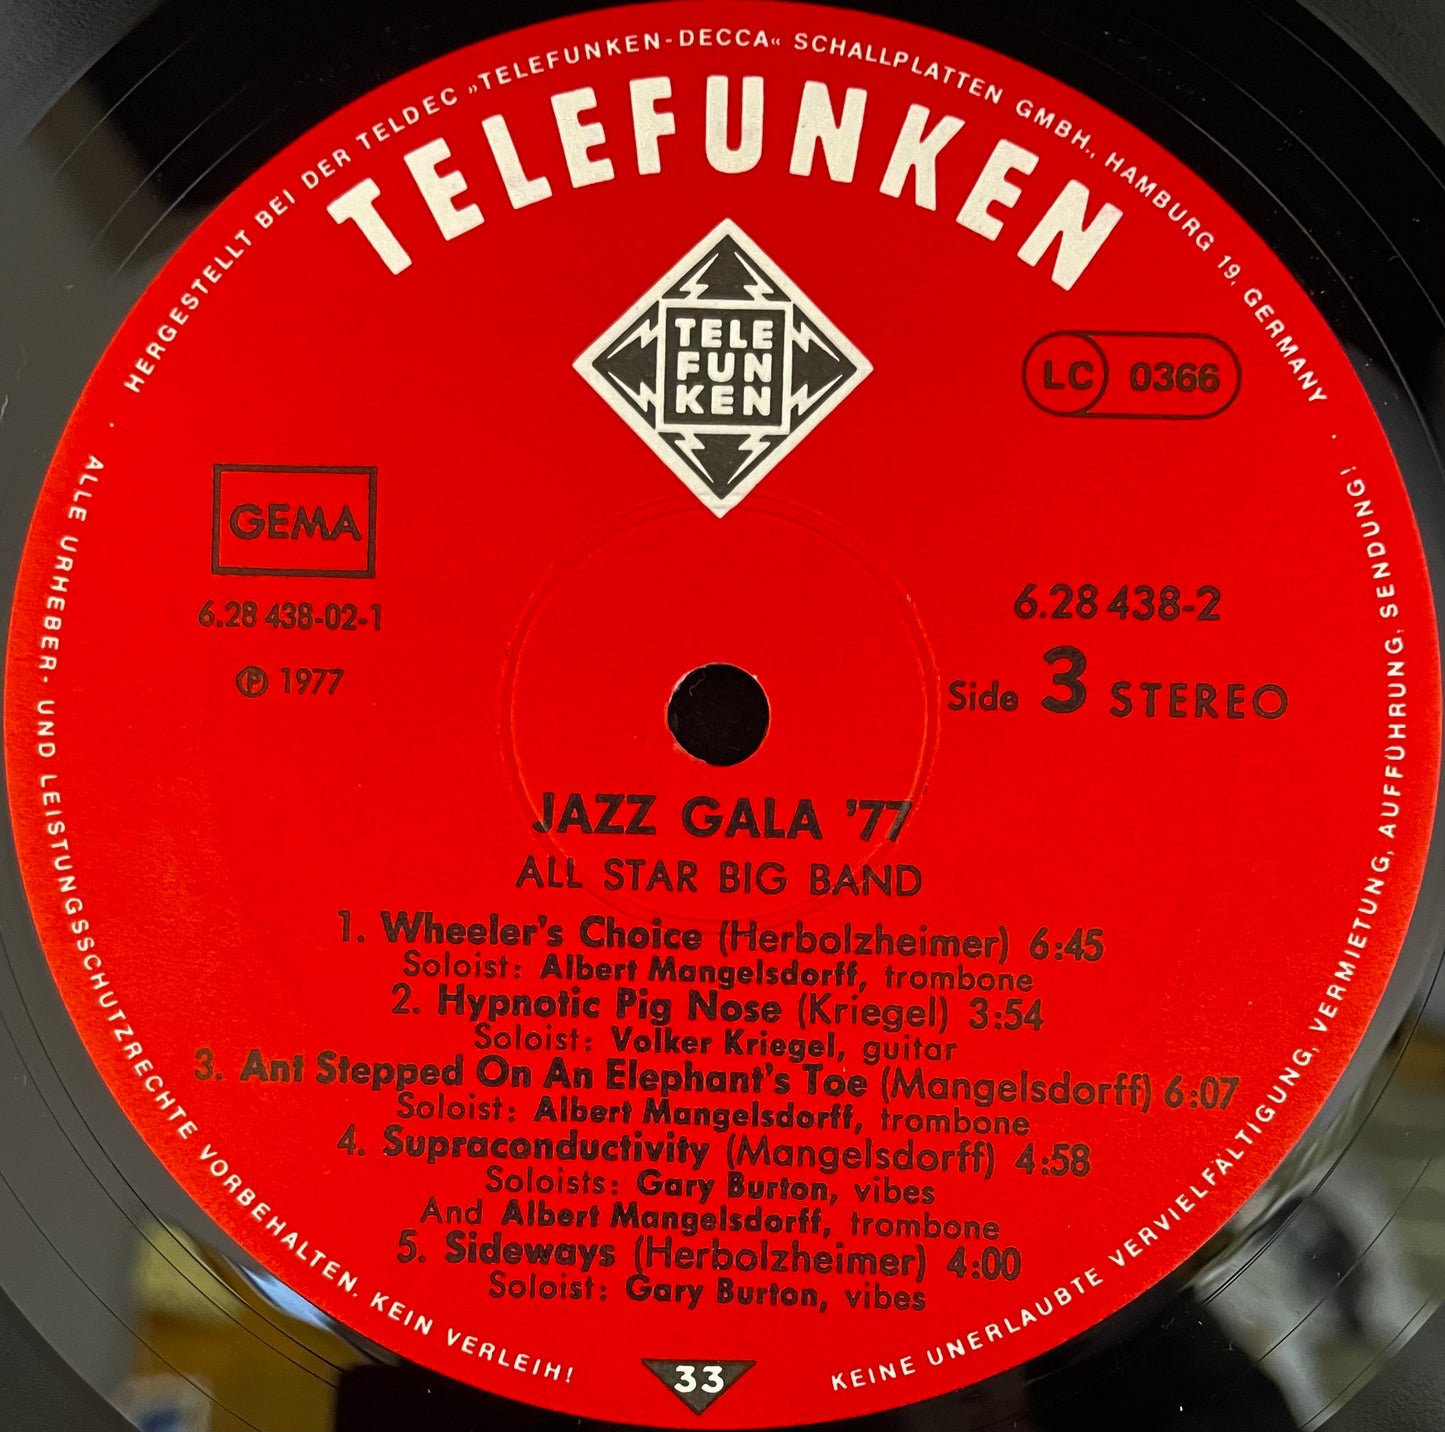 HERGESTELLT BEI DER TELDEC »TELEFUNKEN-DECCA« SCHALLPLATTEN GMBH., HAMBURG 19, GERMANY
TELEFUNKEN
TELE
FUN
KEN
LC 0366
GEMA
6.28 438-02-1
Ⓟ 1977
6.28 438-2
Side 3 STEREO
JAZZ GALA '77
ALL STAR BIG BAND
1. Wheeler's Choice (Herbolzheimer) 6:45
Soloist: Albert Mangelsdorff, trombone
2. Hypnotic Pig Nose (Kriegel) 3:54
Soloist: Volker Kriegel, guitar
3. Ant Stepped On An Elephant's Toe (Mangelsdorff) 6:07
Soloist: Albert Mangelsdorff, trombone
4. Supraconductivity (Mangelsdorff) 4:58
Soloists: Gary Burton, vibes
And Albert Mangelsdorff, trombone
5. Sideways (Herbolzheimer) 4:00
Soloist: Gary Burton, vibes
33
ALLE URHEBER- UND LEISTUNGSSCHUTZRECHTE VORBEHALTEN. KEIN VERLEIH!
KEINE UNERLAUBTE VERVIELFÄLTIGUNG, VERMIETUNG, AUFFÜHRUNG, SENDUNG!